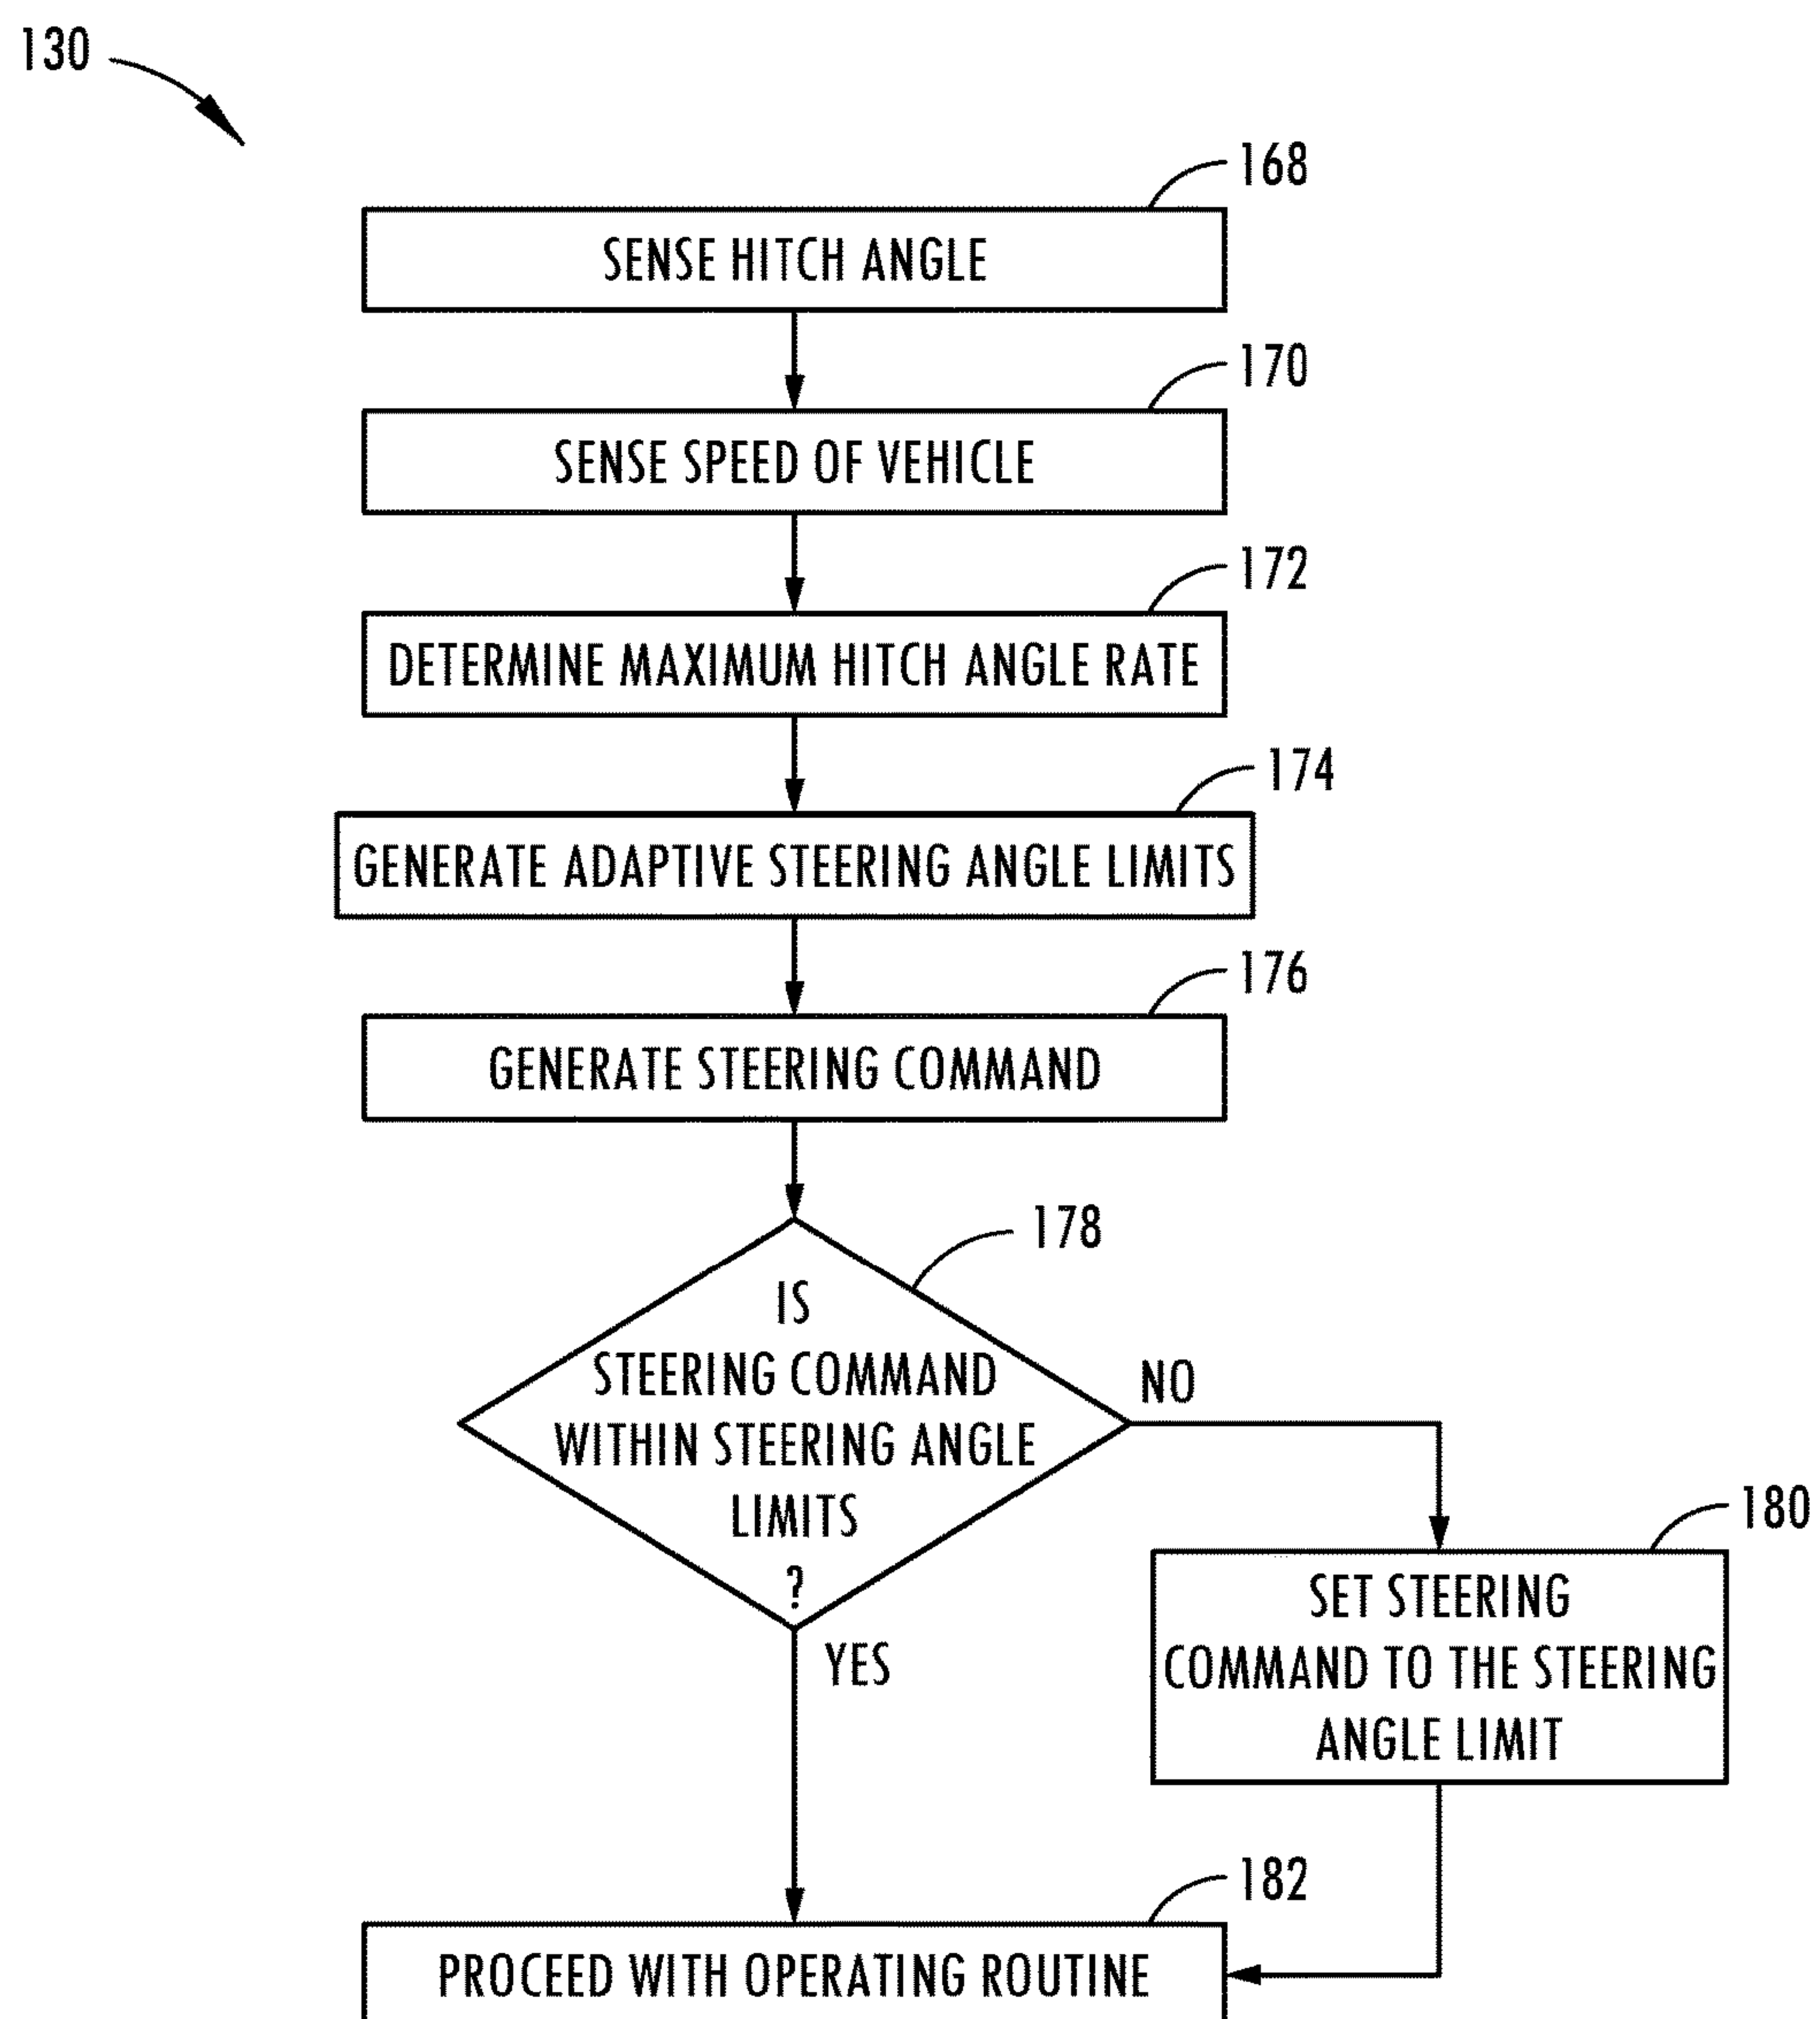 130
168
SENSE HITCH ANGLE
170
SENSE SPEED OF VEHICLE
172
DETERMINE MAXIMUM HITCH ANGLE RATE
174
GENERATE ADAPTIVE STEERING ANGLE LIMITS
176
GENERATE STEERING COMMAND
178
IS
STEERING COMMAND
WITHIN STEERING ANGLE
LIMITS
?
NO
YES
180
SET STEERING
COMMAND TO THE STEERING
ANGLE LIMIT
182
PROCEED WITH OPERATING ROUTINE